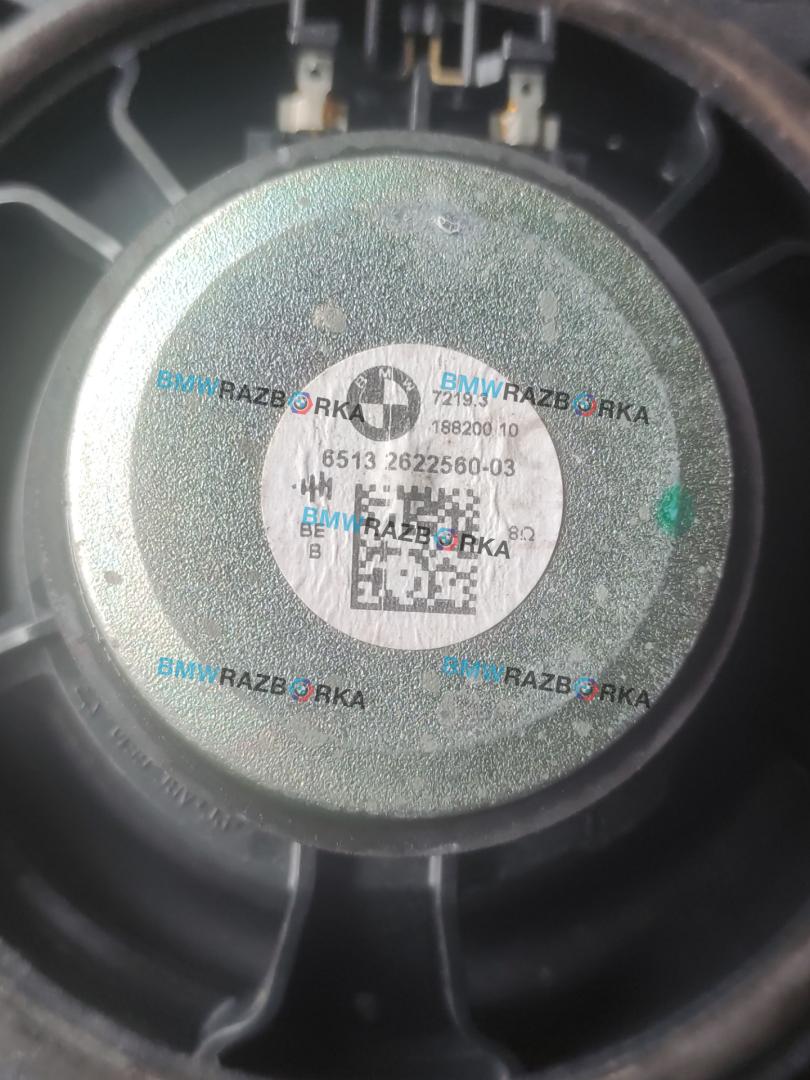 BMW
7219.3
188200.10
6513 2622560-03
BE
8Ω
B
BMWRAZBORKA
BMWRAZBORKA
BMWRAZBORKA
BMWRAZBORKA
BMWRAZBORKA